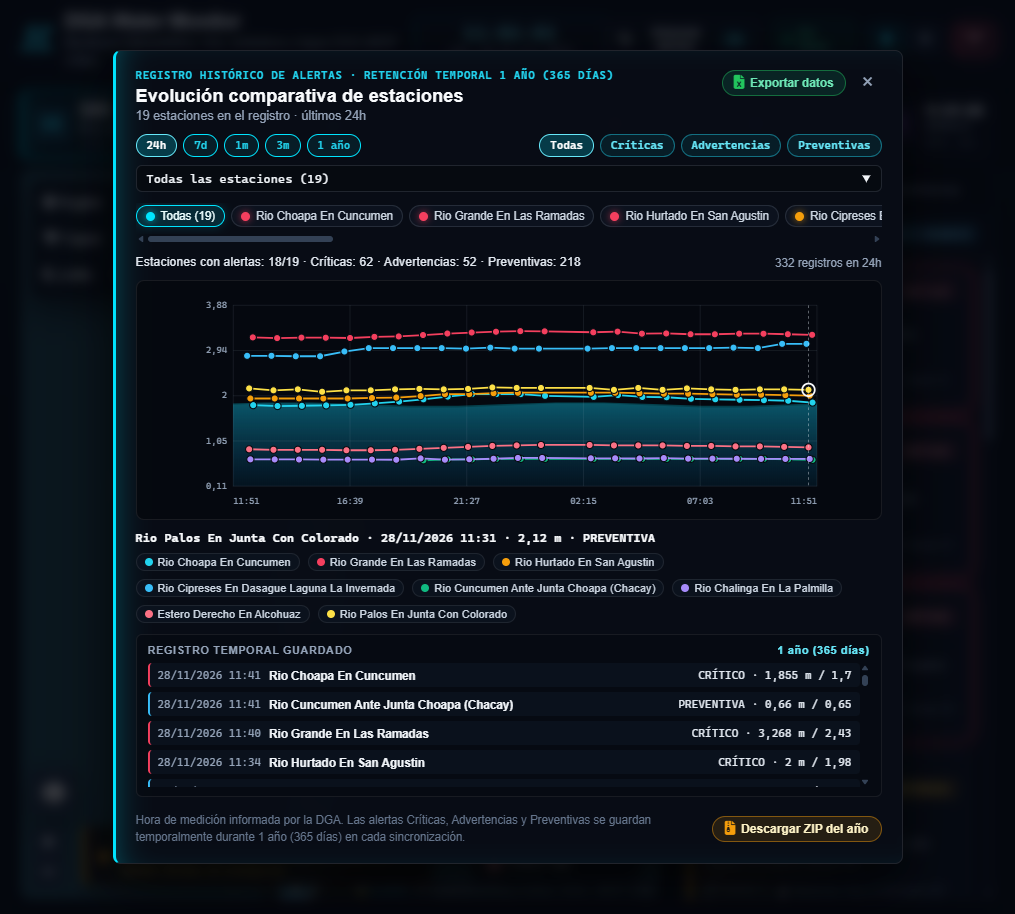 REGISTRO HISTÓRICO DE ALERTAS · RETENCIÓN TEMPORAL 1 AÑO (365 DÍAS)
Exportar datos ✕
Evolución comparativa de estaciones
19 estaciones en el registro · últimos 24h
24h 7d 1m 3m 1 año Todas Críticas Advertencias Preventivas
Todas las estaciones (19) ▼
Todas (19) Rio Choapa En Cuncumen Rio Grande En Las Ramadas Rio Hurtado En San Agustin Rio Cipreses E
Estaciones con alertas: 18/19 · Críticas: 62 · Advertencias: 52 · Preventivas: 218
332 registros en 24h
3,88
2,94
2
1,05
0,11
11:51 16:39 21:27 02:15 07:03 11:51
Rio Palos En Junta Con Colorado · 28/11/2026 11:31 · 2,12 m · PREVENTIVA
Rio Choapa En Cuncumen Rio Grande En Las Ramadas Rio Hurtado En San Agustin
Rio Cipreses En Dasague Laguna La Invernada Rio Cuncumen Ante Junta Choapa (Chacay) Rio Chalinga En La Palmilla
Estero Derecho En Alcohuaz Rio Palos En Junta Con Colorado
REGISTRO TEMPORAL GUARDADO 1 año (365 días)
28/11/2026 11:41 Rio Choapa En Cuncumen CRÍTICO · 1,855 m / 1,7
28/11/2026 11:41 Rio Cuncumen Ante Junta Choapa (Chacay) PREVENTIVA · 0,66 m / 0,65
28/11/2026 11:40 Rio Grande En Las Ramadas CRÍTICO · 3,268 m / 2,43
28/11/2026 11:34 Rio Hurtado En San Agustin CRÍTICO · 2 m / 1,98
Hora de medición informada por la DGA. Las alertas Críticas, Advertencias y Preventivas se guardan
temporalmente durante 1 año (365 días) en cada sincronización.
Descargar ZIP del año